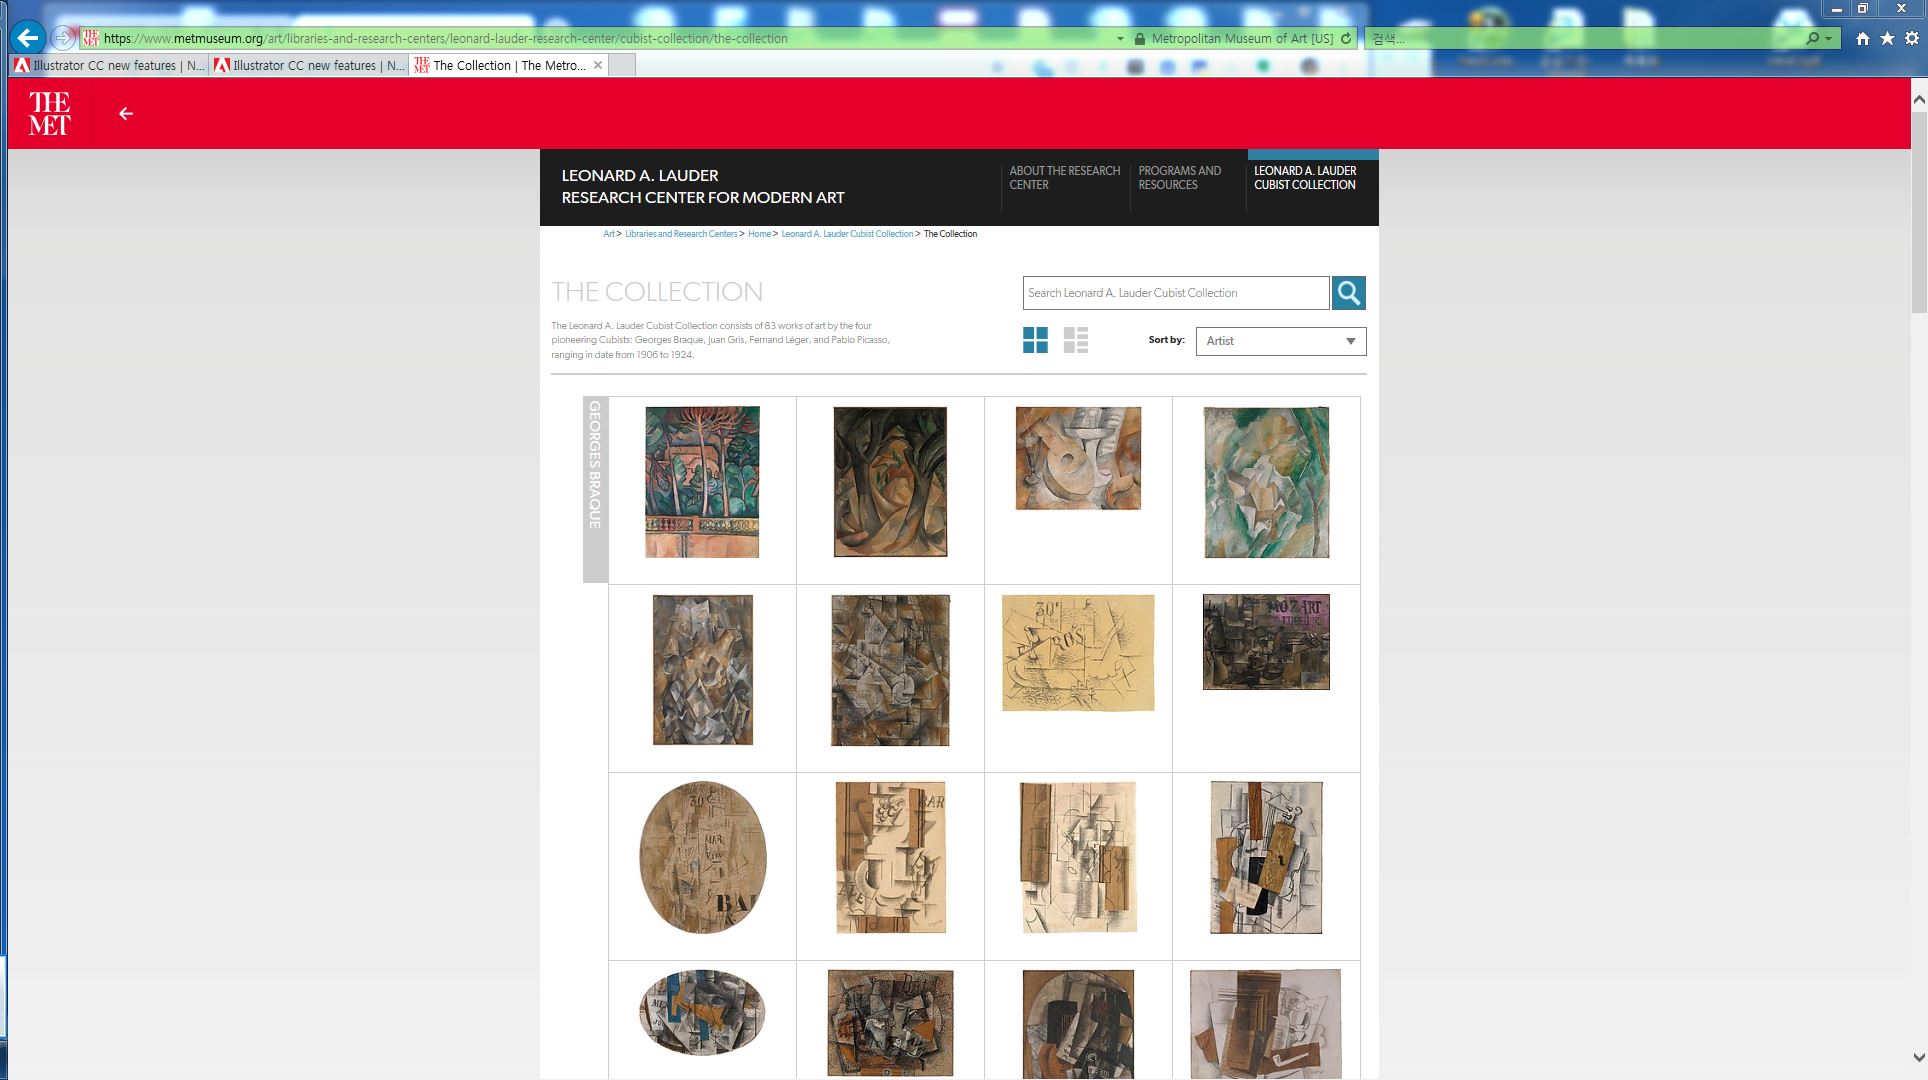 https://www.metmuseum.org/art/libraries-and-research-centers/leonard-lauder-research-center/cubist-collection/the-collection
Metropolitan Museum of Art [US]
검색...
Illustrator CC new features | N...
Illustrator CC new features | N...
The Collection | The Metro...
THE
MET
LEONARD A. LAUDER
RESEARCH CENTER FOR MODERN ART
ABOUT THE RESEARCH
CENTER
PROGRAMS AND
RESOURCES
LEONARD A. LAUDER
CUBIST COLLECTION
Art > Libraries and Research Centers > Home > Leonard A. Lauder Cubist Collection > The Collection
THE COLLECTION
Search Leonard A. Lauder Cubist Collection
The Leonard A. Lauder Cubist Collection consists of 83 works of art by the four
pioneering Cubists: Georges Braque, Juan Gris, Fernand Léger, and Pablo Picasso,
ranging in date from 1906 to 1924.
Sort by:
Artist
GEORGES BRAQUE
MOZART
BAR